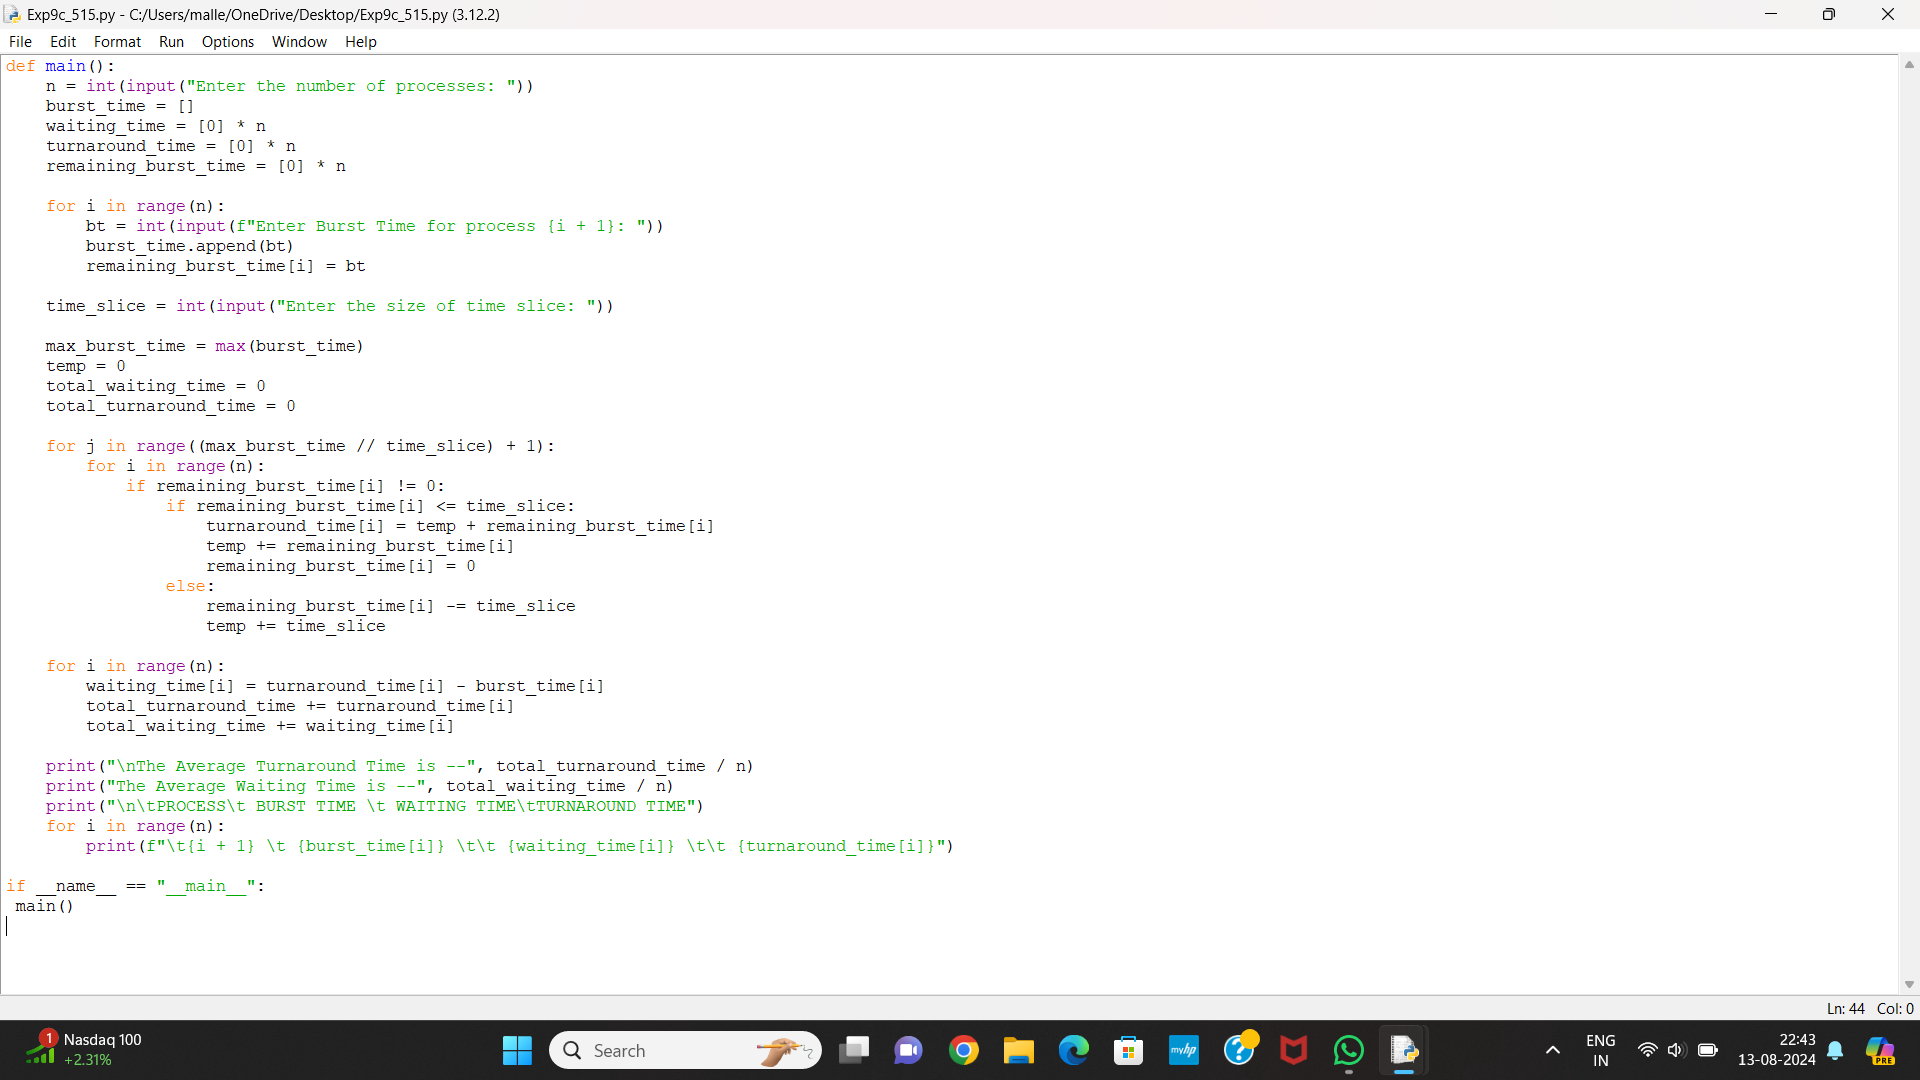 Exp9c_515.py - C:/Users/malle/OneDrive/Desktop/Exp9c_515.py (3.12.2)
File Edit Format Run Options Window Help
def main():
    n = int(input("Enter the number of processes: "))
    burst_time = []
    waiting_time = [0] * n
    turnaround_time = [0] * n
    remaining_burst_time = [0] * n

    for i in range(n):
        bt = int(input(f"Enter Burst Time for process {i + 1}: "))
        burst_time.append(bt)
        remaining_burst_time[i] = bt

    time_slice = int(input("Enter the size of time slice: "))

    max_burst_time = max(burst_time)
    temp = 0
    total_waiting_time = 0
    total_turnaround_time = 0

    for j in range((max_burst_time // time_slice) + 1):
        for i in range(n):
            if remaining_burst_time[i] != 0:
                if remaining_burst_time[i] <= time_slice:
                    turnaround_time[i] = temp + remaining_burst_time[i]
                    temp += remaining_burst_time[i]
                    remaining_burst_time[i] = 0
                else:
                    remaining_burst_time[i] -= time_slice
                    temp += time_slice

    for i in range(n):
        waiting_time[i] = turnaround_time[i] - burst_time[i]
        total_turnaround_time += turnaround_time[i]
        total_waiting_time += waiting_time[i]

    print("\nThe Average Turnaround Time is --", total_turnaround_time / n)
    print("The Average Waiting Time is --", total_waiting_time / n)
    print("\n\tPROCESS\t BURST TIME \t WAITING TIME\tTURNAROUND TIME")
    for i in range(n):
        print(f"\t{i + 1} \t {burst_time[i]} \t\t {waiting_time[i]} \t\t {turnaround_time[i]}")

if __name__ == "__main__":
 main()
Ln: 44 Col: 0
1 Nasdaq 100
+2.31%
Search
myhp
ENG
IN
22:43
13-08-2024
PRE